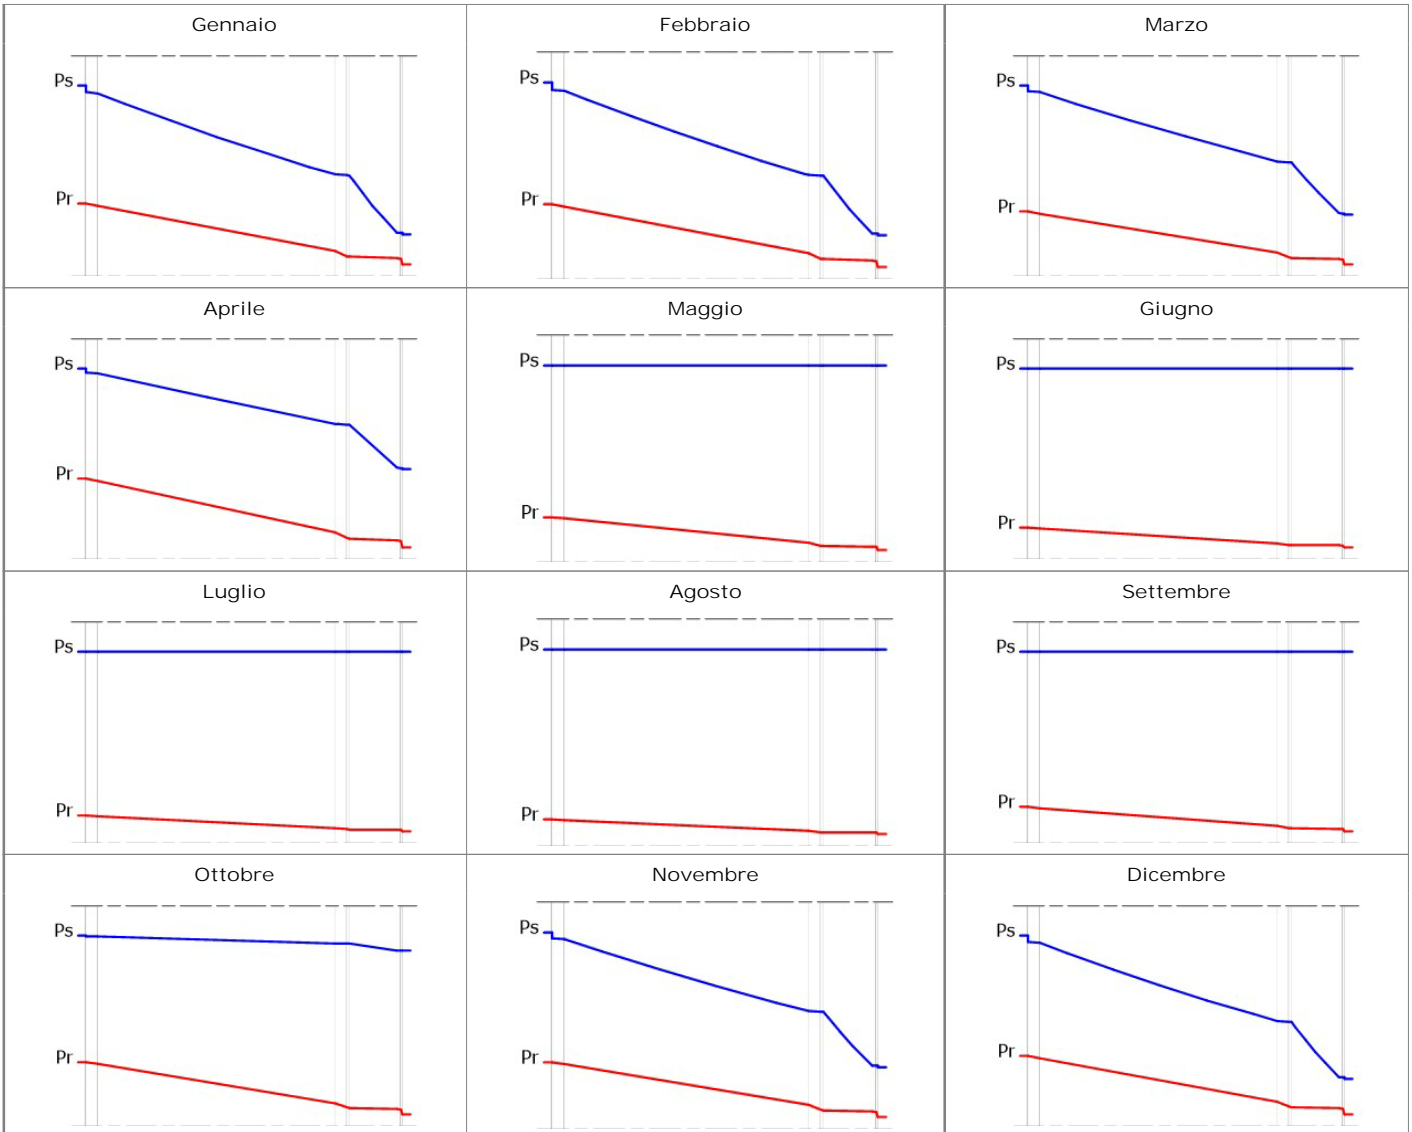 Gennaio
Febbraio
Marzo
Ps
Ps
Ps
Pr
Pr
Pr
Aprile
Maggio
Giugno
Ps
Ps
Ps
Pr
Pr
Pr
Luglio
Agosto
Settembre
Ps
Ps
Ps
Pr
Pr
Pr
Ottobre
Novembre
Dicembre
Ps
Ps
Ps
Pr
Pr
Pr